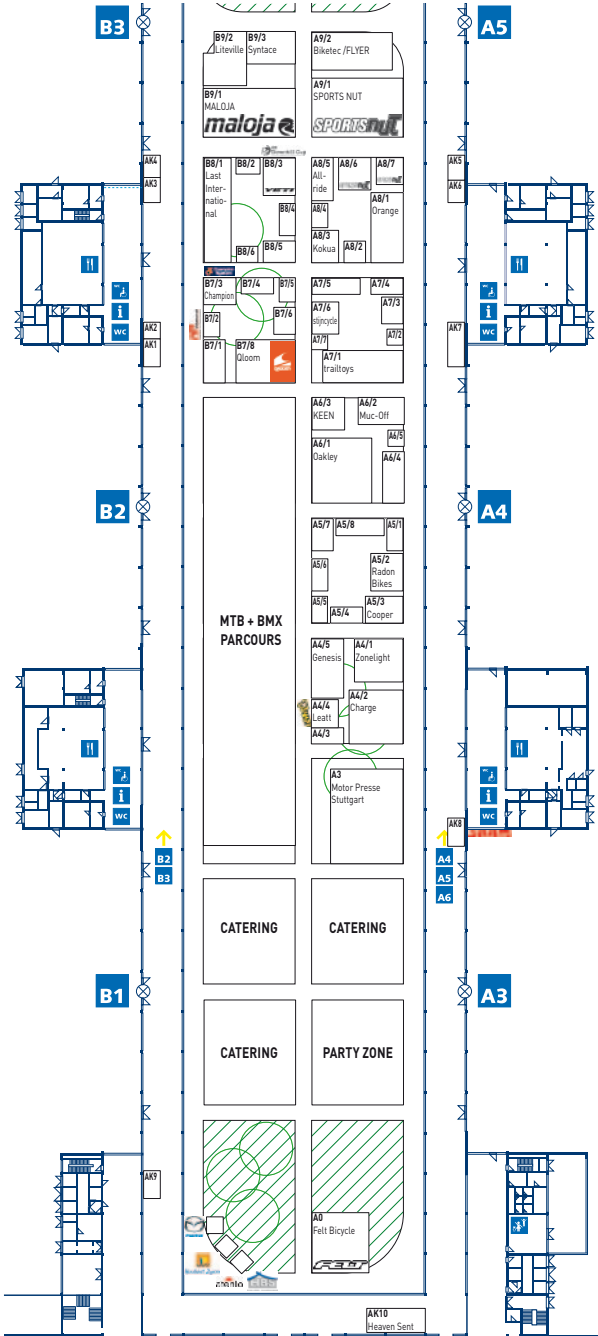 B3
A5
B9/2
Liteville
B9/3
Syntace
A9/2
Biketec /FLYER
B9/1
MALOJA
maloja
A9/1
SPORTS NUT
SPORTSnut
AK4
AK3
AK5
AK6
B8/1
Last
Inter-
natio-
nal
B8/2
B8/3
B8/4
B8/6
B8/5
A8/5
All-
ride
A8/6
A8/7
A8/1
Orange
A8/4
A8/3
Kokua
A8/2
i
WC
i
WC
AK2
AK1
AK7
B7/3
Champion
B7/4
B7/5
B7/6
B7/2
B7/1
B7/8
Qloom
A7/5
A7/4
A7/3
A7/6
stijncycle
A7/2
A7/7
A7/1
trailtoys
A6/3
KEEN
A6/2
Muc-Off
A6/5
A6/1
Oakley
A6/4
B2
A4
A5/7
A5/8
A5/1
A5/6
A5/2
Radon
Bikes
A5/5
A5/4
A5/3
Cooper
MTB + BMX
PARCOURS
A4/5
Genesis
A4/1
Zonelight
A4/4
Leatt
A4/2
Charge
A4/3
A3
Motor Presse
Stuttgart
i
WC
i
WC
AK8
B2
B3
A4
A5
A6
CATERING
CATERING
B1
A3
CATERING
PARTY ZONE
AK9
A0
Felt Bicycle
FELT
ABS
AK10
Heaven Sent